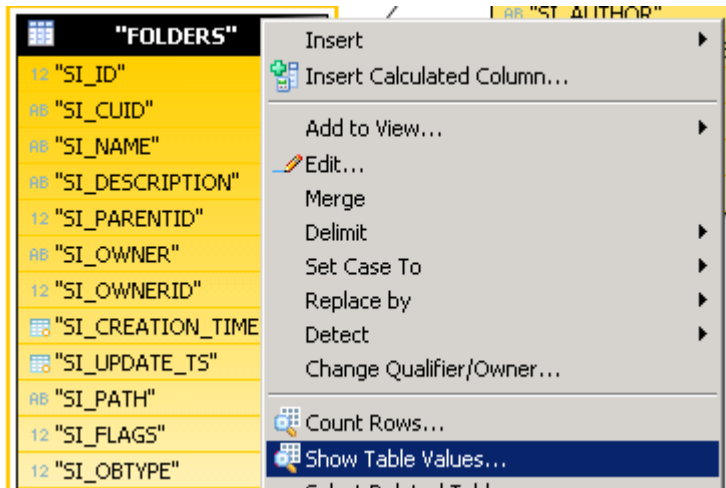 "FOLDERS"
12 "SI_ID"
AB "SI_CUID"
AB "SI_NAME"
AB "SI_DESCRIPTION"
12 "SI_PARENTID"
AB "SI_OWNER"
12 "SI_OWNERID"
"SI_CREATION_TIME
"SI_UPDATE_TS"
AB "SI_PATH"
12 "SI_FLAGS"
12 "SI_OBTYPE"
AB "SI_AUTHOR"
Insert
Insert Calculated Column...
Add to View...
Edit...
Merge
Delimit
Set Case To
Replace by
Detect
Change Qualifier/Owner...
Count Rows...
Show Table Values...